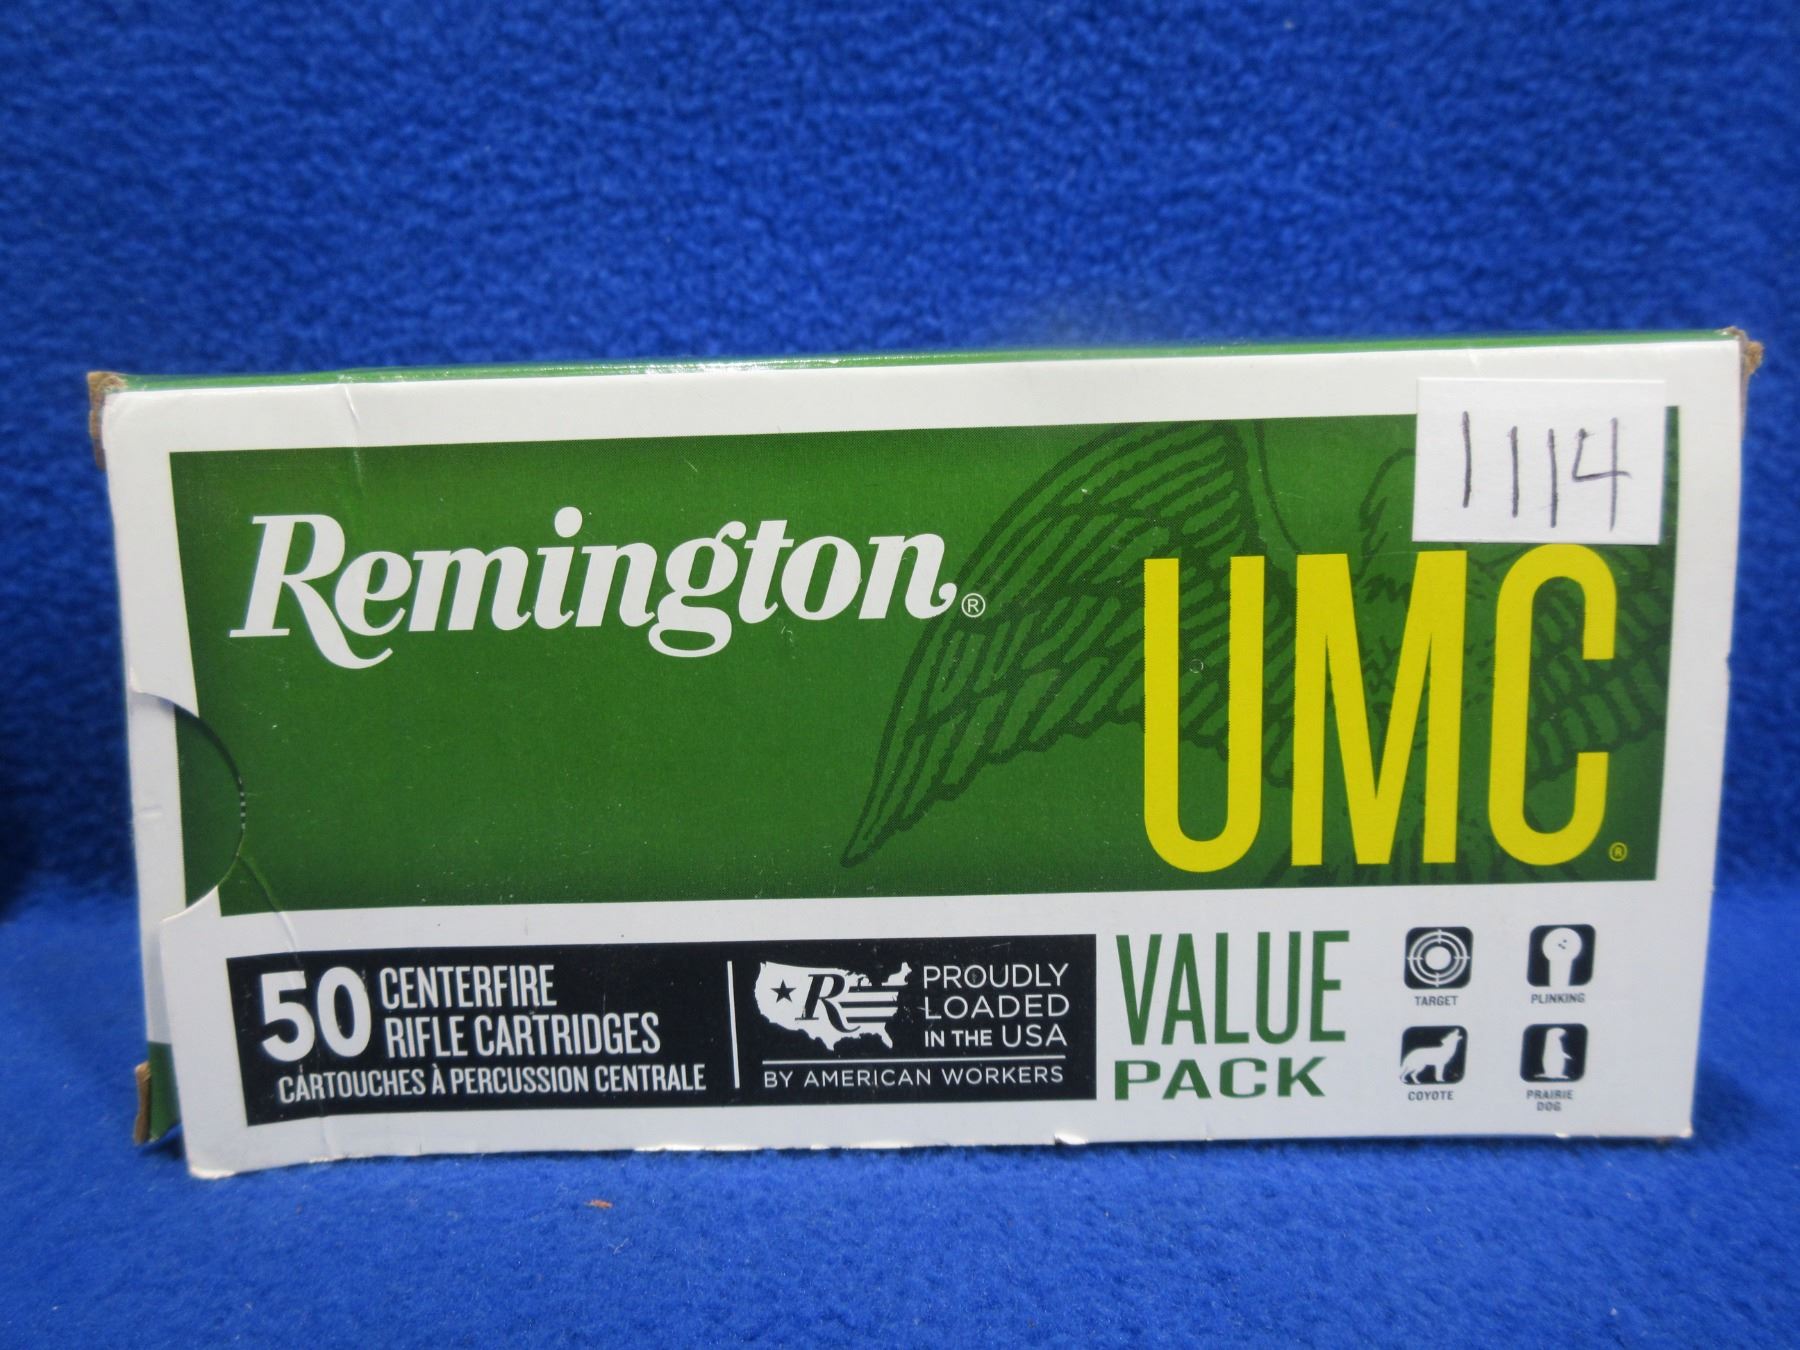 1114
Remington®
UMC®
50 CENTERFIRE
RIFLE CARTRIDGES
CARTOUCHES À PERCUSSION CENTRALE
R
PROUDLY
LOADED
IN THE USA
BY AMERICAN WORKERS
VALUE
PACK
TARGET
PLINKING
COYOTE
PRAIRIE
DOG